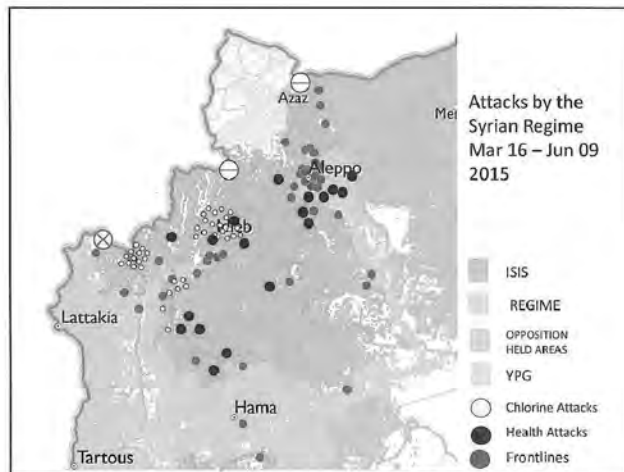 Azaz
Aleppo
Idleb
Lattakia
Hama
Tartous
Attacks by the
Syrian Regime
Mar 16 – Jun 09
2015
ISIS
REGIME
OPPOSITION
HELD AREAS
YPG
Chlorine Attacks
Health Attacks
Frontlines